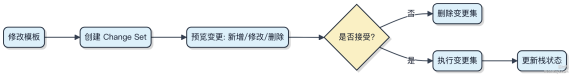 修改模板
创建 Change Set
预览变更: 新增/修改/删除
是否接受?
否
删除变更集
是
执行变更集
更新栈状态